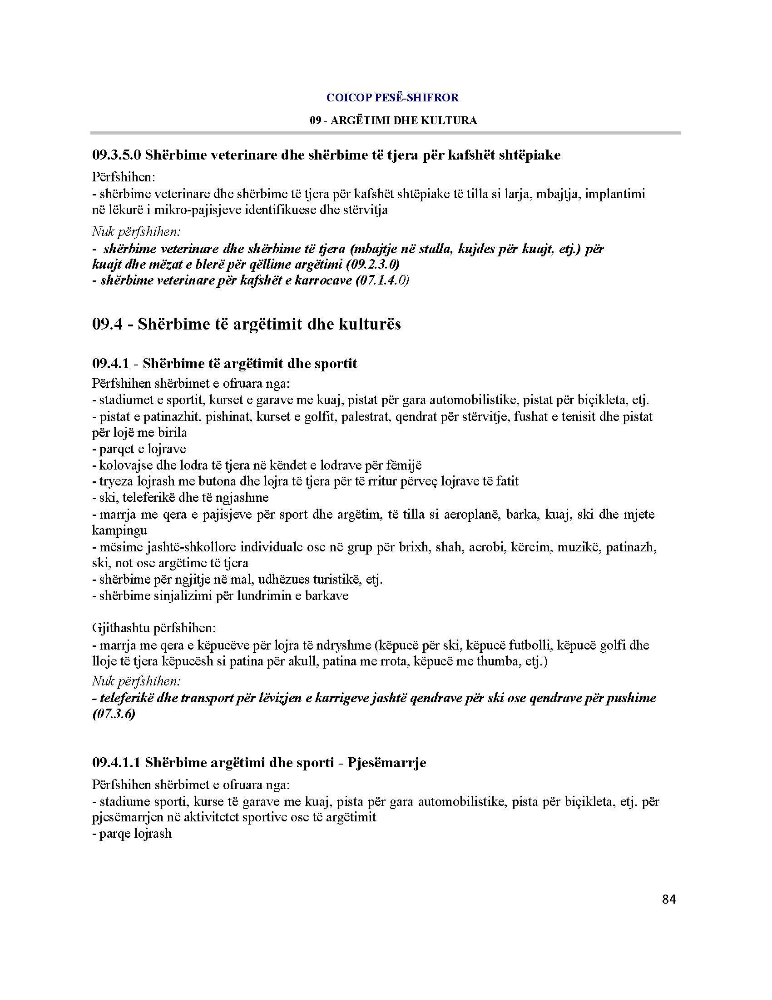 COICOP PESË-SHIFROR
09 - ARGËTIMI DHE KULTURA
09.3.5.0 Shërbime veterinare dhe shërbime të tjera për kafshët shtëpiake
Përfshihen:
- shërbime veterinare dhe shërbime të tjera për kafshët shtëpiake të tilla si larja, mbajtja, implantimi
në lëkurë i mikro-pajisjeve identifikuese dhe stërvitja
Nuk përfshihen:
- shërbime veterinare dhe shërbime të tjera (mbajtje në stalla, kujdes për kuajt, etj.) për
kuajt dhe mëzat e blerë për qëllime argëtimi (09.2.3.0)
- shërbime veterinare për kafshët e karrocave (07.1.4.0)
09.4 - Shërbime të argëtimit dhe kulturës
09.4.1 - Shërbime të argëtimit dhe sportit
Përfshihen shërbimet e ofruara nga:
- stadiumet e sportit, kurset e garave me kuaj, pistat për gara automobilistike, pistat për biçikleta, etj.
- pistat e patinazhit, pishinat, kurset e golfit, palestrat, qendrat për stërvitje, fushat e tenisit dhe pistat
për lojë me birila
- parqet e lojrave
- kolovajse dhe lodra të tjera në këndet e lodrave për fëmijë
- tryeza lojrash me butona dhe lojra të tjera për të rritur përveç lojrave të fatit
- ski, teleferikë dhe të ngjashme
- marrja me qera e pajisjeve për sport dhe argëtim, të tilla si aeroplanë, barka, kuaj, ski dhe mjete
kampingu
- mësime jashtë-shkollore individuale ose në grup për brixh, shah, aerobi, kërcim, muzikë, patinazh,
ski, not ose argëtime të tjera
- shërbime për ngjitje në mal, udhëzues turistikë, etj.
- shërbime sinjalizimi për lundrimin e barkave
Gjithashtu përfshihen:
- marrja me qera e këpucëve për lojra të ndryshme (këpucë për ski, këpucë futbolli, këpucë golfi dhe
lloje të tjera këpucësh si patina për akull, patina me rrota, këpucë me thumba, etj.)
Nuk përfshihen:
- teleferikë dhe transport për lëvizjen e karrigeve jashtë qendrave për ski ose qendrave për pushime
(07.3.6)
09.4.1.1 Shërbime argëtimi dhe sporti - Pjesëmarrje
Përfshihen shërbimet e ofruara nga:
- stadiume sporti, kurse të garave me kuaj, pista për gara automobilistike, pista për biçikleta, etj. për
pjesëmarrjen në aktivitetet sportive ose të argëtimit
- parqe lojrash
84